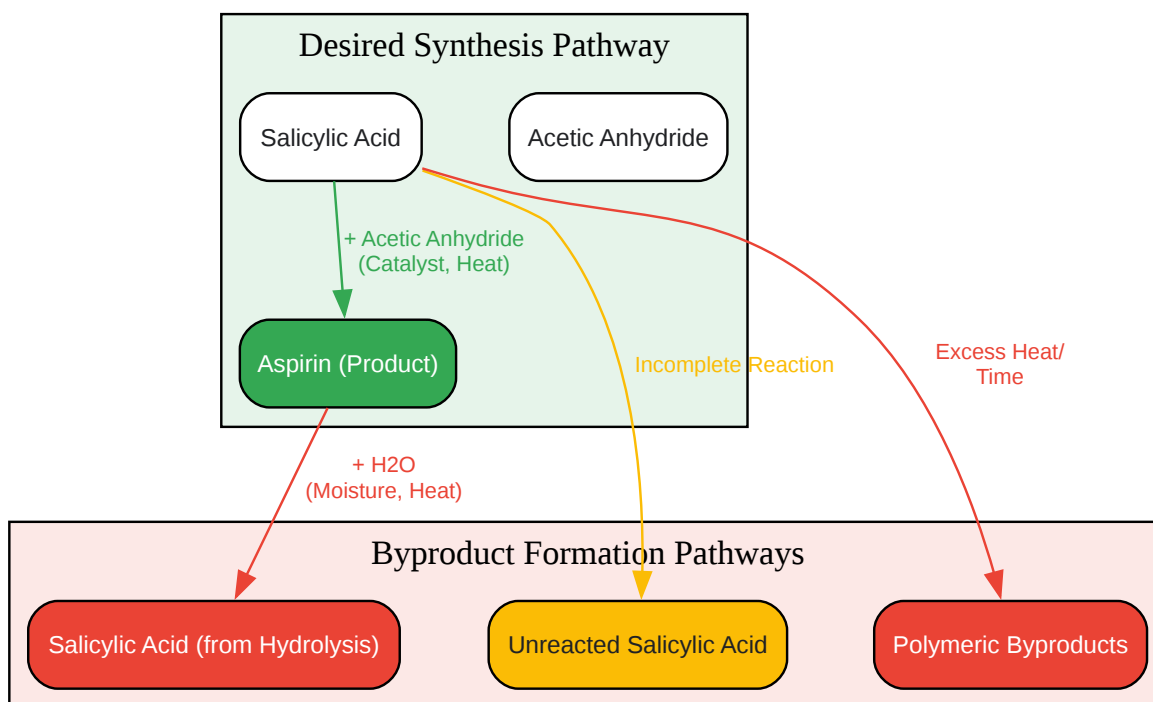 Desired Synthesis Pathway
Salicylic Acid
Acetic Anhydride
+ Acetic Anhydride
(Catalyst, Heat)
Aspirin (Product)
Incomplete Reaction
Excess Heat/
Time
+ H2O
(Moisture, Heat)
Byproduct Formation Pathways
Salicylic Acid (from Hydrolysis)
Unreacted Salicylic Acid
Polymeric Byproducts